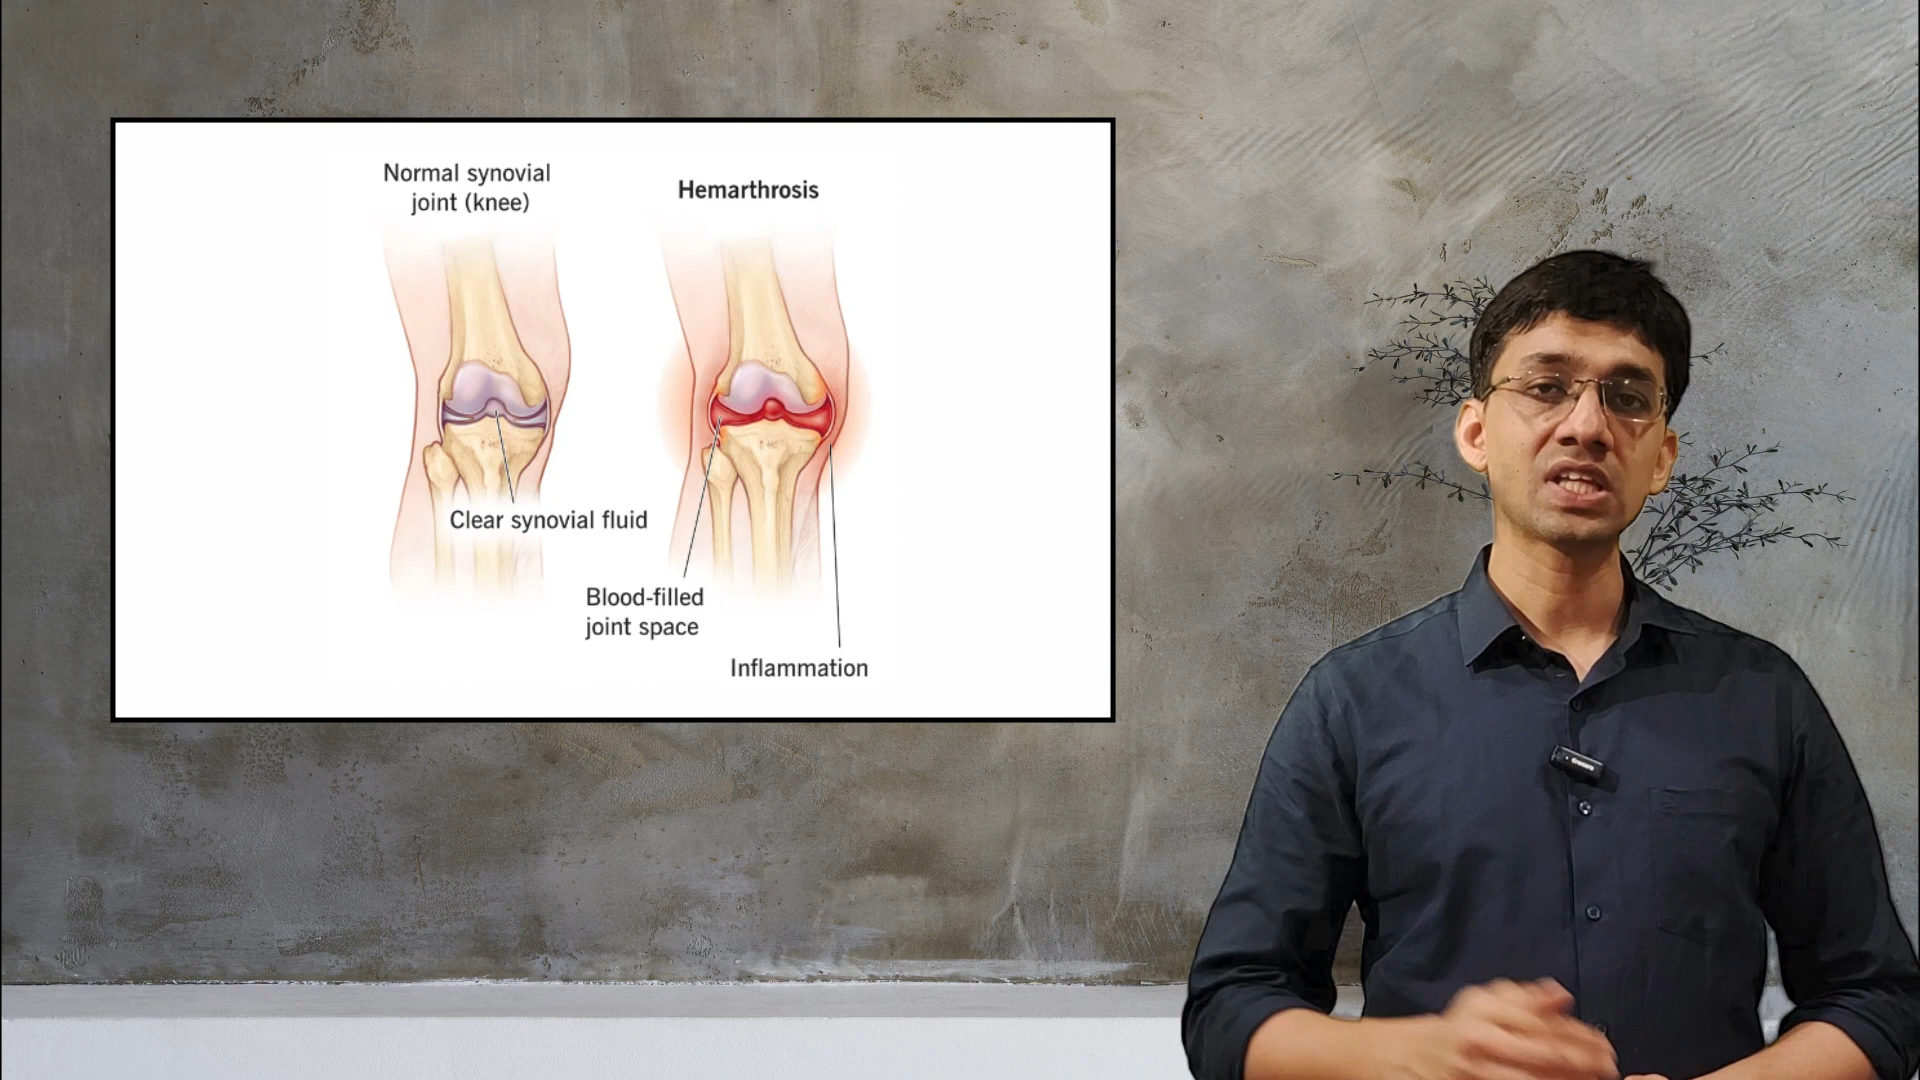 Normal synovial
joint (knee)
Hemarthrosis
Clear synovial fluid
Blood-filled
joint space
Inflammation